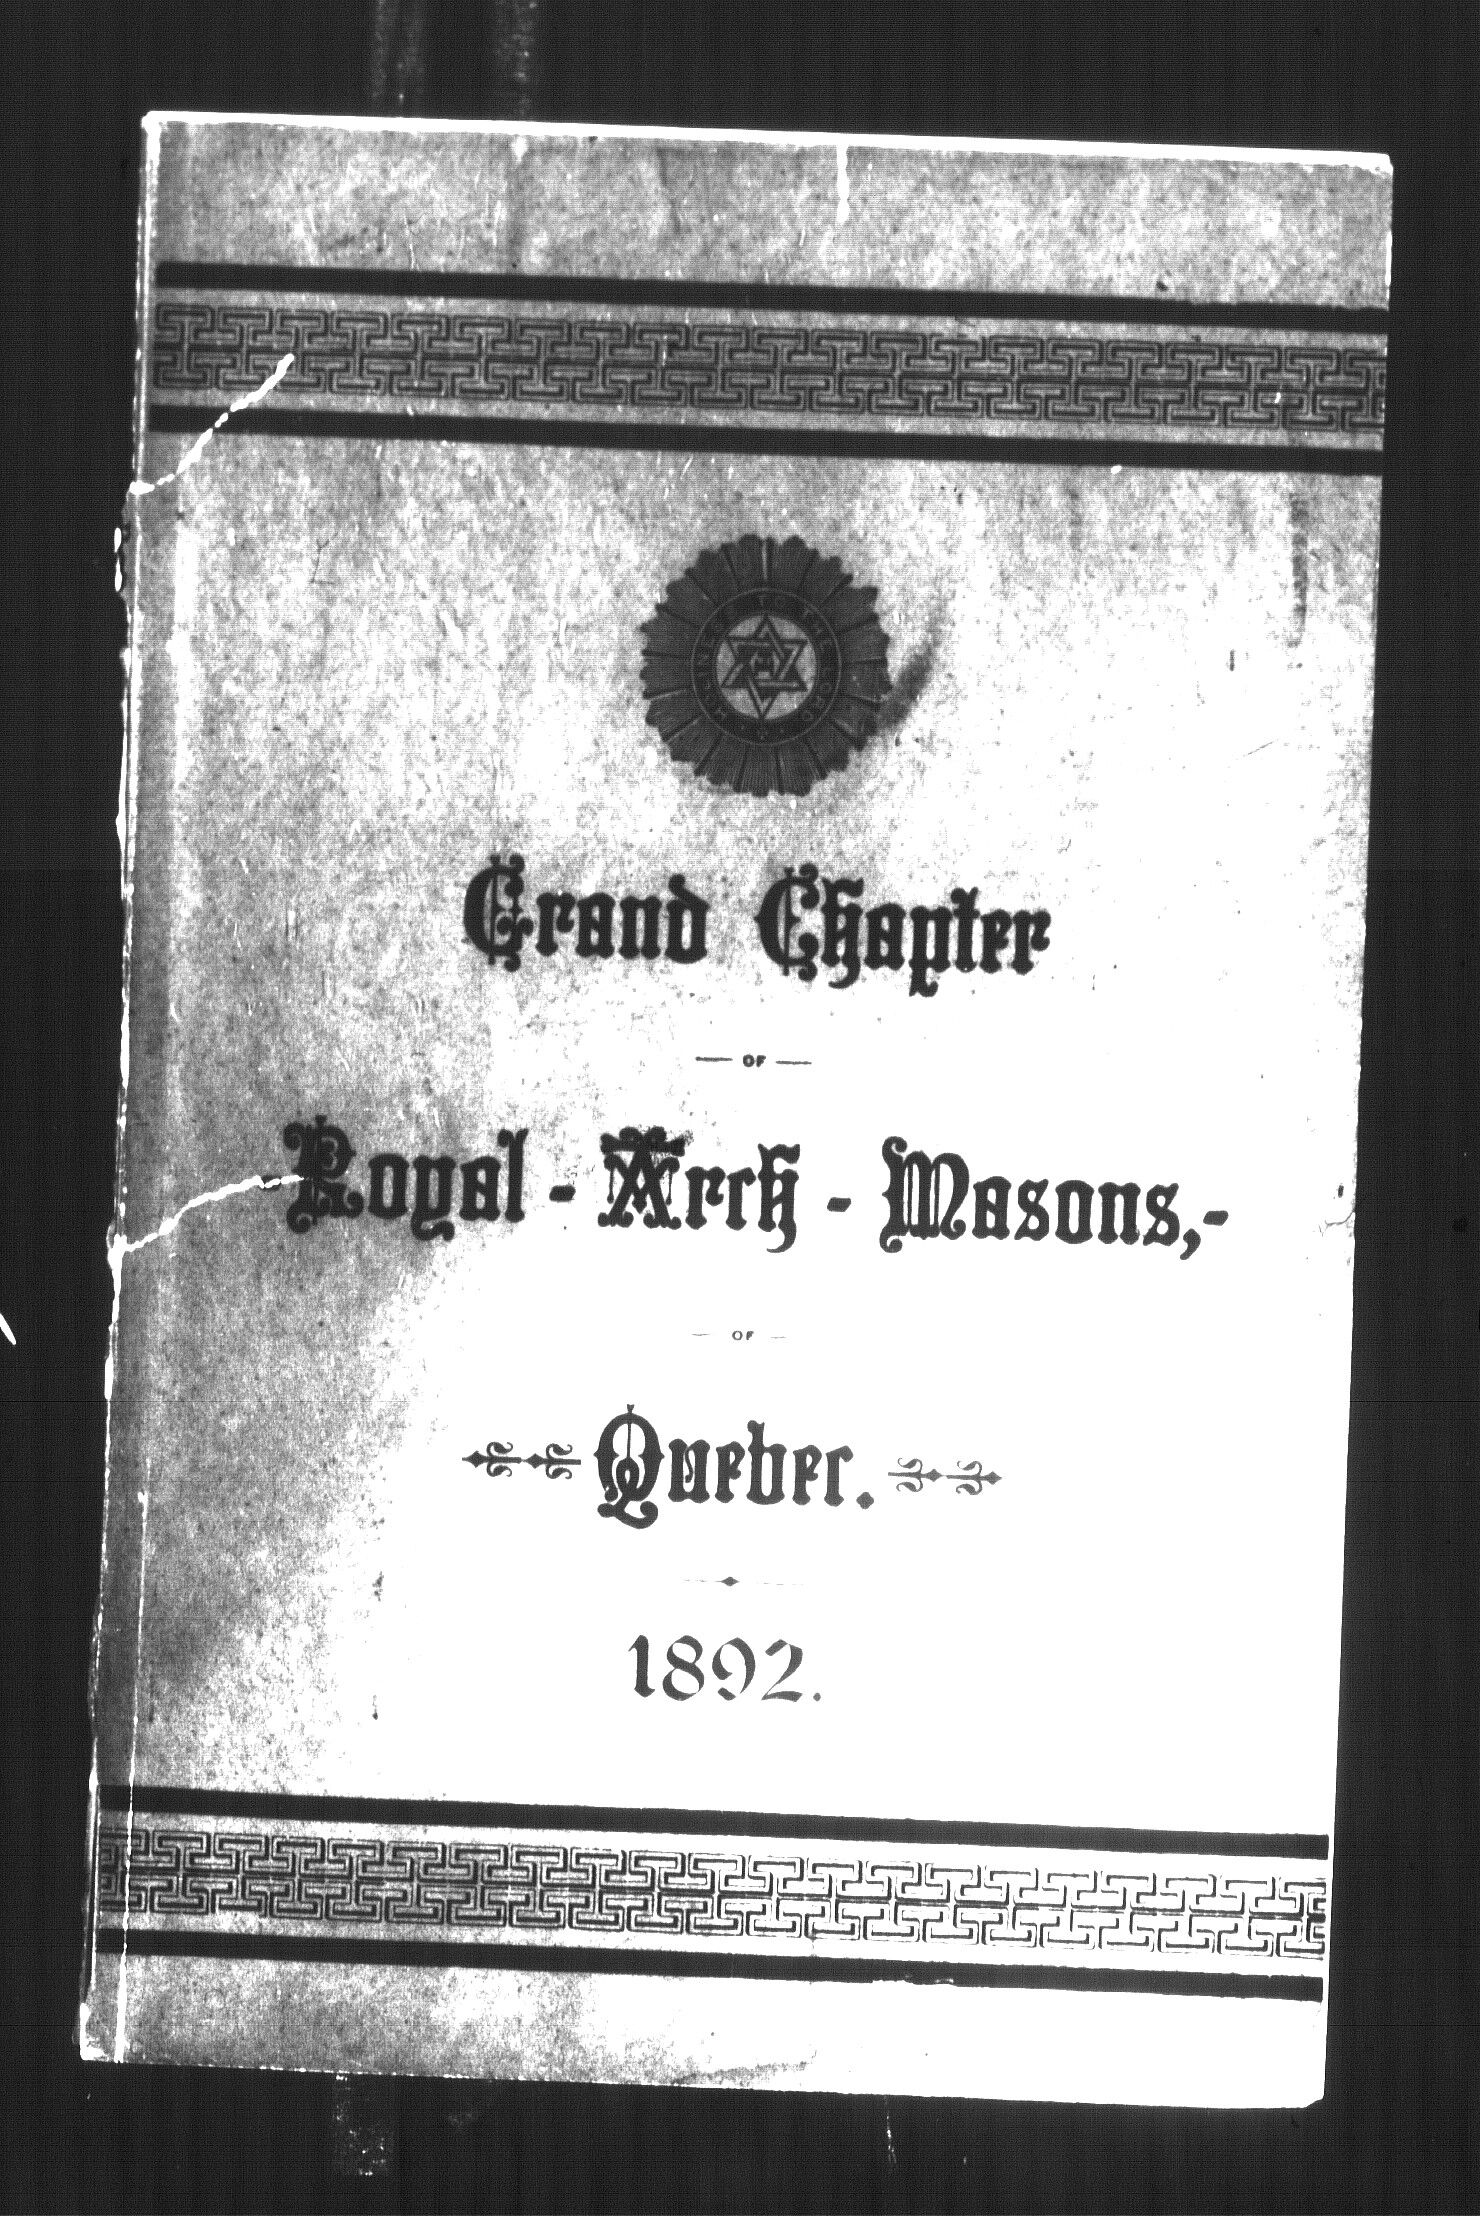 Grand Chapter
— OF —
Royal - Arch - Masons,-
— OF —
Quebec.
1892.